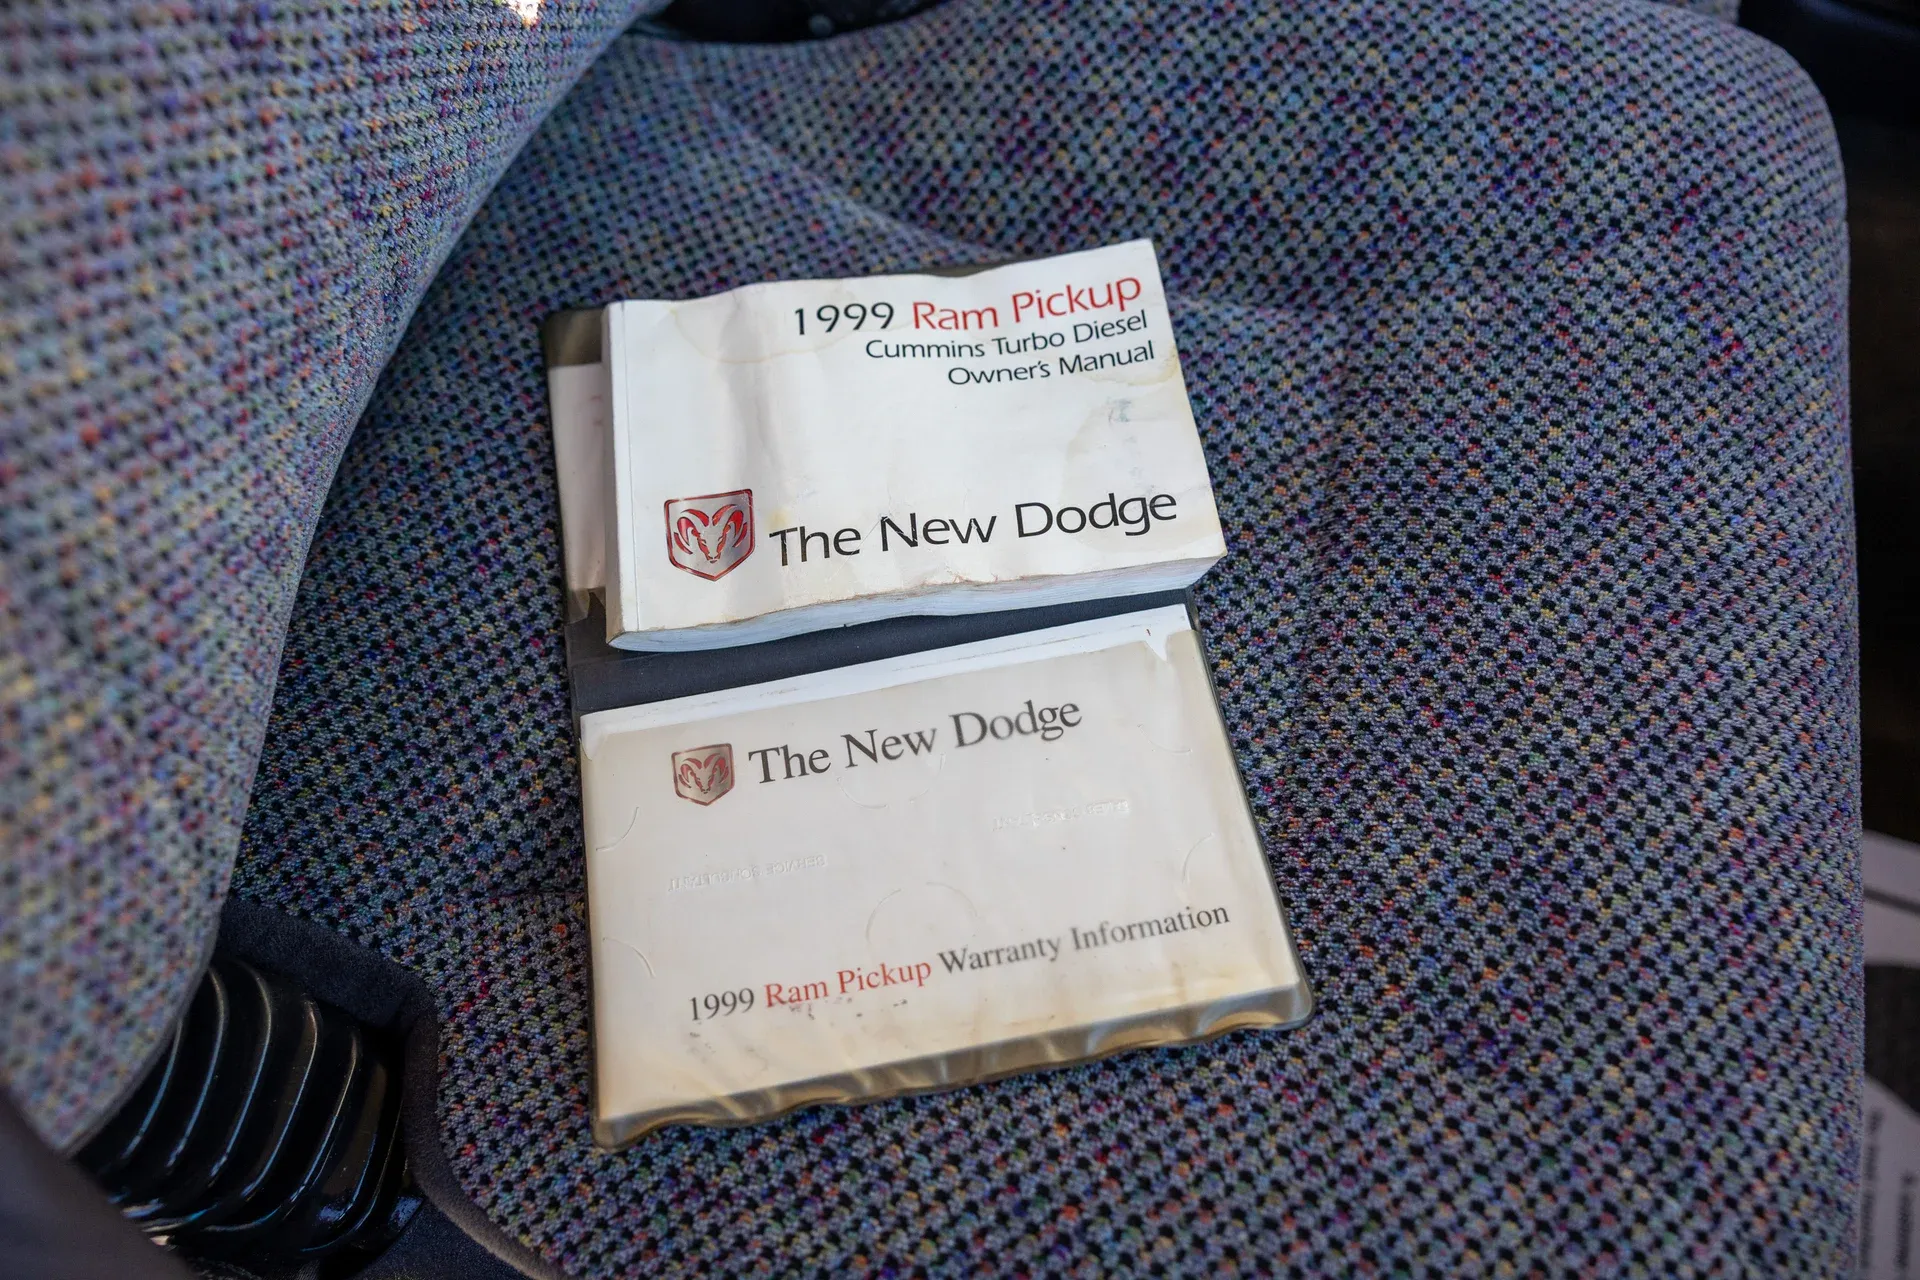 1999 Ram Pickup
Cummins Turbo Diesel
Owner's Manual
The New Dodge
The New Dodge
1999 Ram Pickup Warranty Information